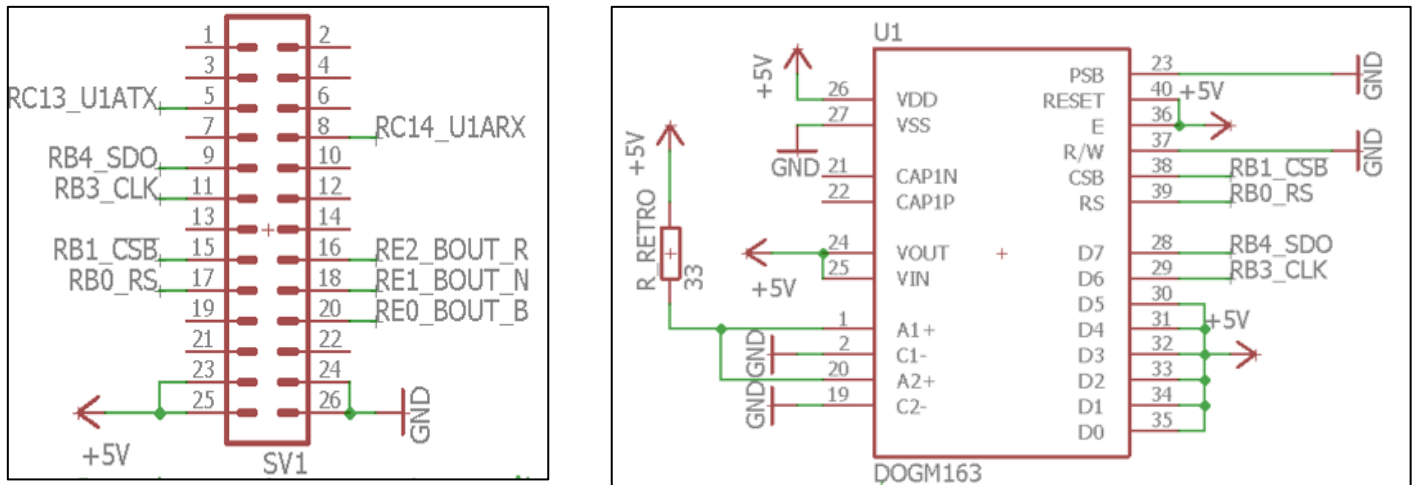 1 2
3 4
RC13_U1ATX 5 6
7 8 RC14_U1ARX
RB4_SDO 9 10
RB3_CLK 11 12
13 14
RB1_CSB 15 16 RE2_BOUT_R
RB0_RS 17 18 RE1_BOUT_N
19 20 RE0_BOUT_B
21 22
23 24
25 26
+5V GND
SV1
U1
+5V 26 VDD
27 VSS
GND
21 CAP1N
22 CAP1P
+5V
R_RETRO
33
24 VOUT
25 VIN
+5V
1 A1+
GND 2 C1-
20 A2+
GND 19 C2-
PSB 23 GND
RESET 40 +5V
E 36
R/W 37 GND
CSB 38 RB1_CSB
RS 39 RB0_RS
D7 28 RB4_SDO
D6 29 RB3_CLK
D5 30
D4 31 +5V
D3 32
D2 33
D1 34
D0 35
DOGM163